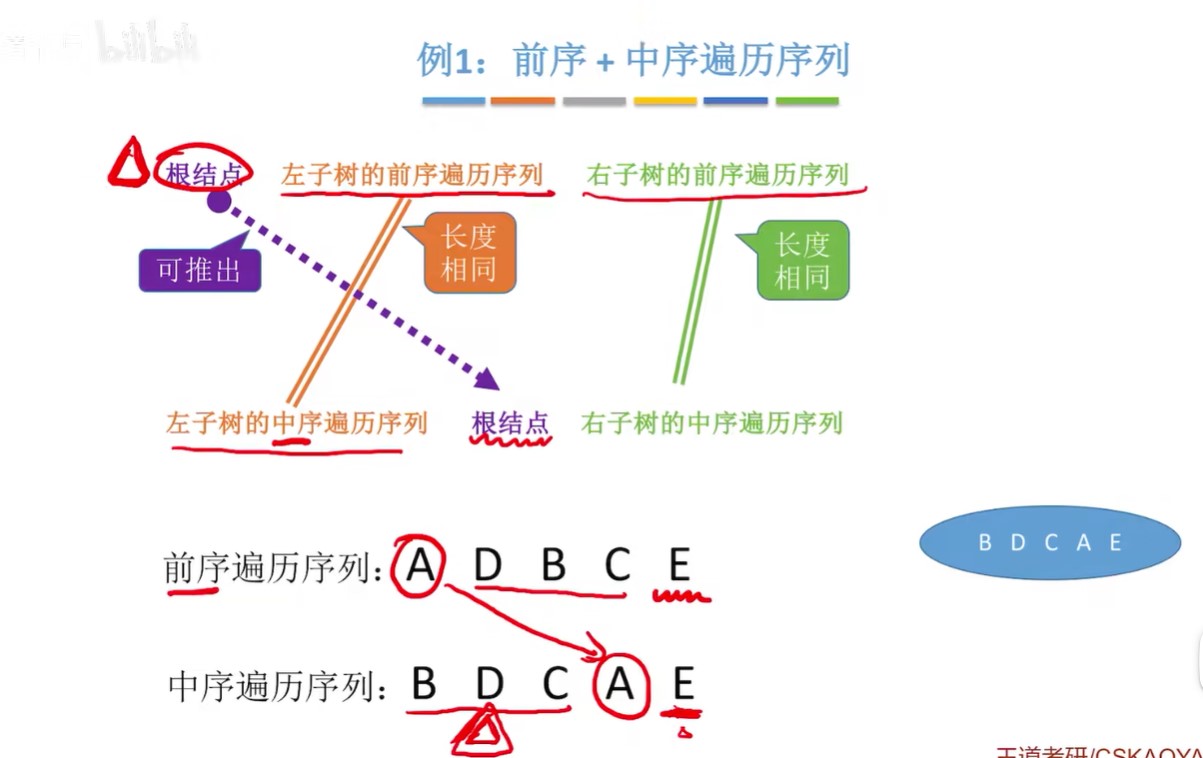 bilibili
例1：前序 + 中序遍历序列
根结点 左子树的前序遍历序列 右子树的前序遍历序列
可推出
长度
相同
长度
相同
左子树的中序遍历序列 根结点 右子树的中序遍历序列
B D C A E
前序遍历序列: A D B C E
中序遍历序列: B D C A E
王道考研/CSKAOYA